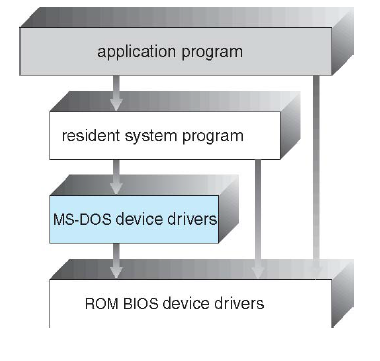 application program
resident system program
MS-DOS device drivers
ROM BIOS device drivers